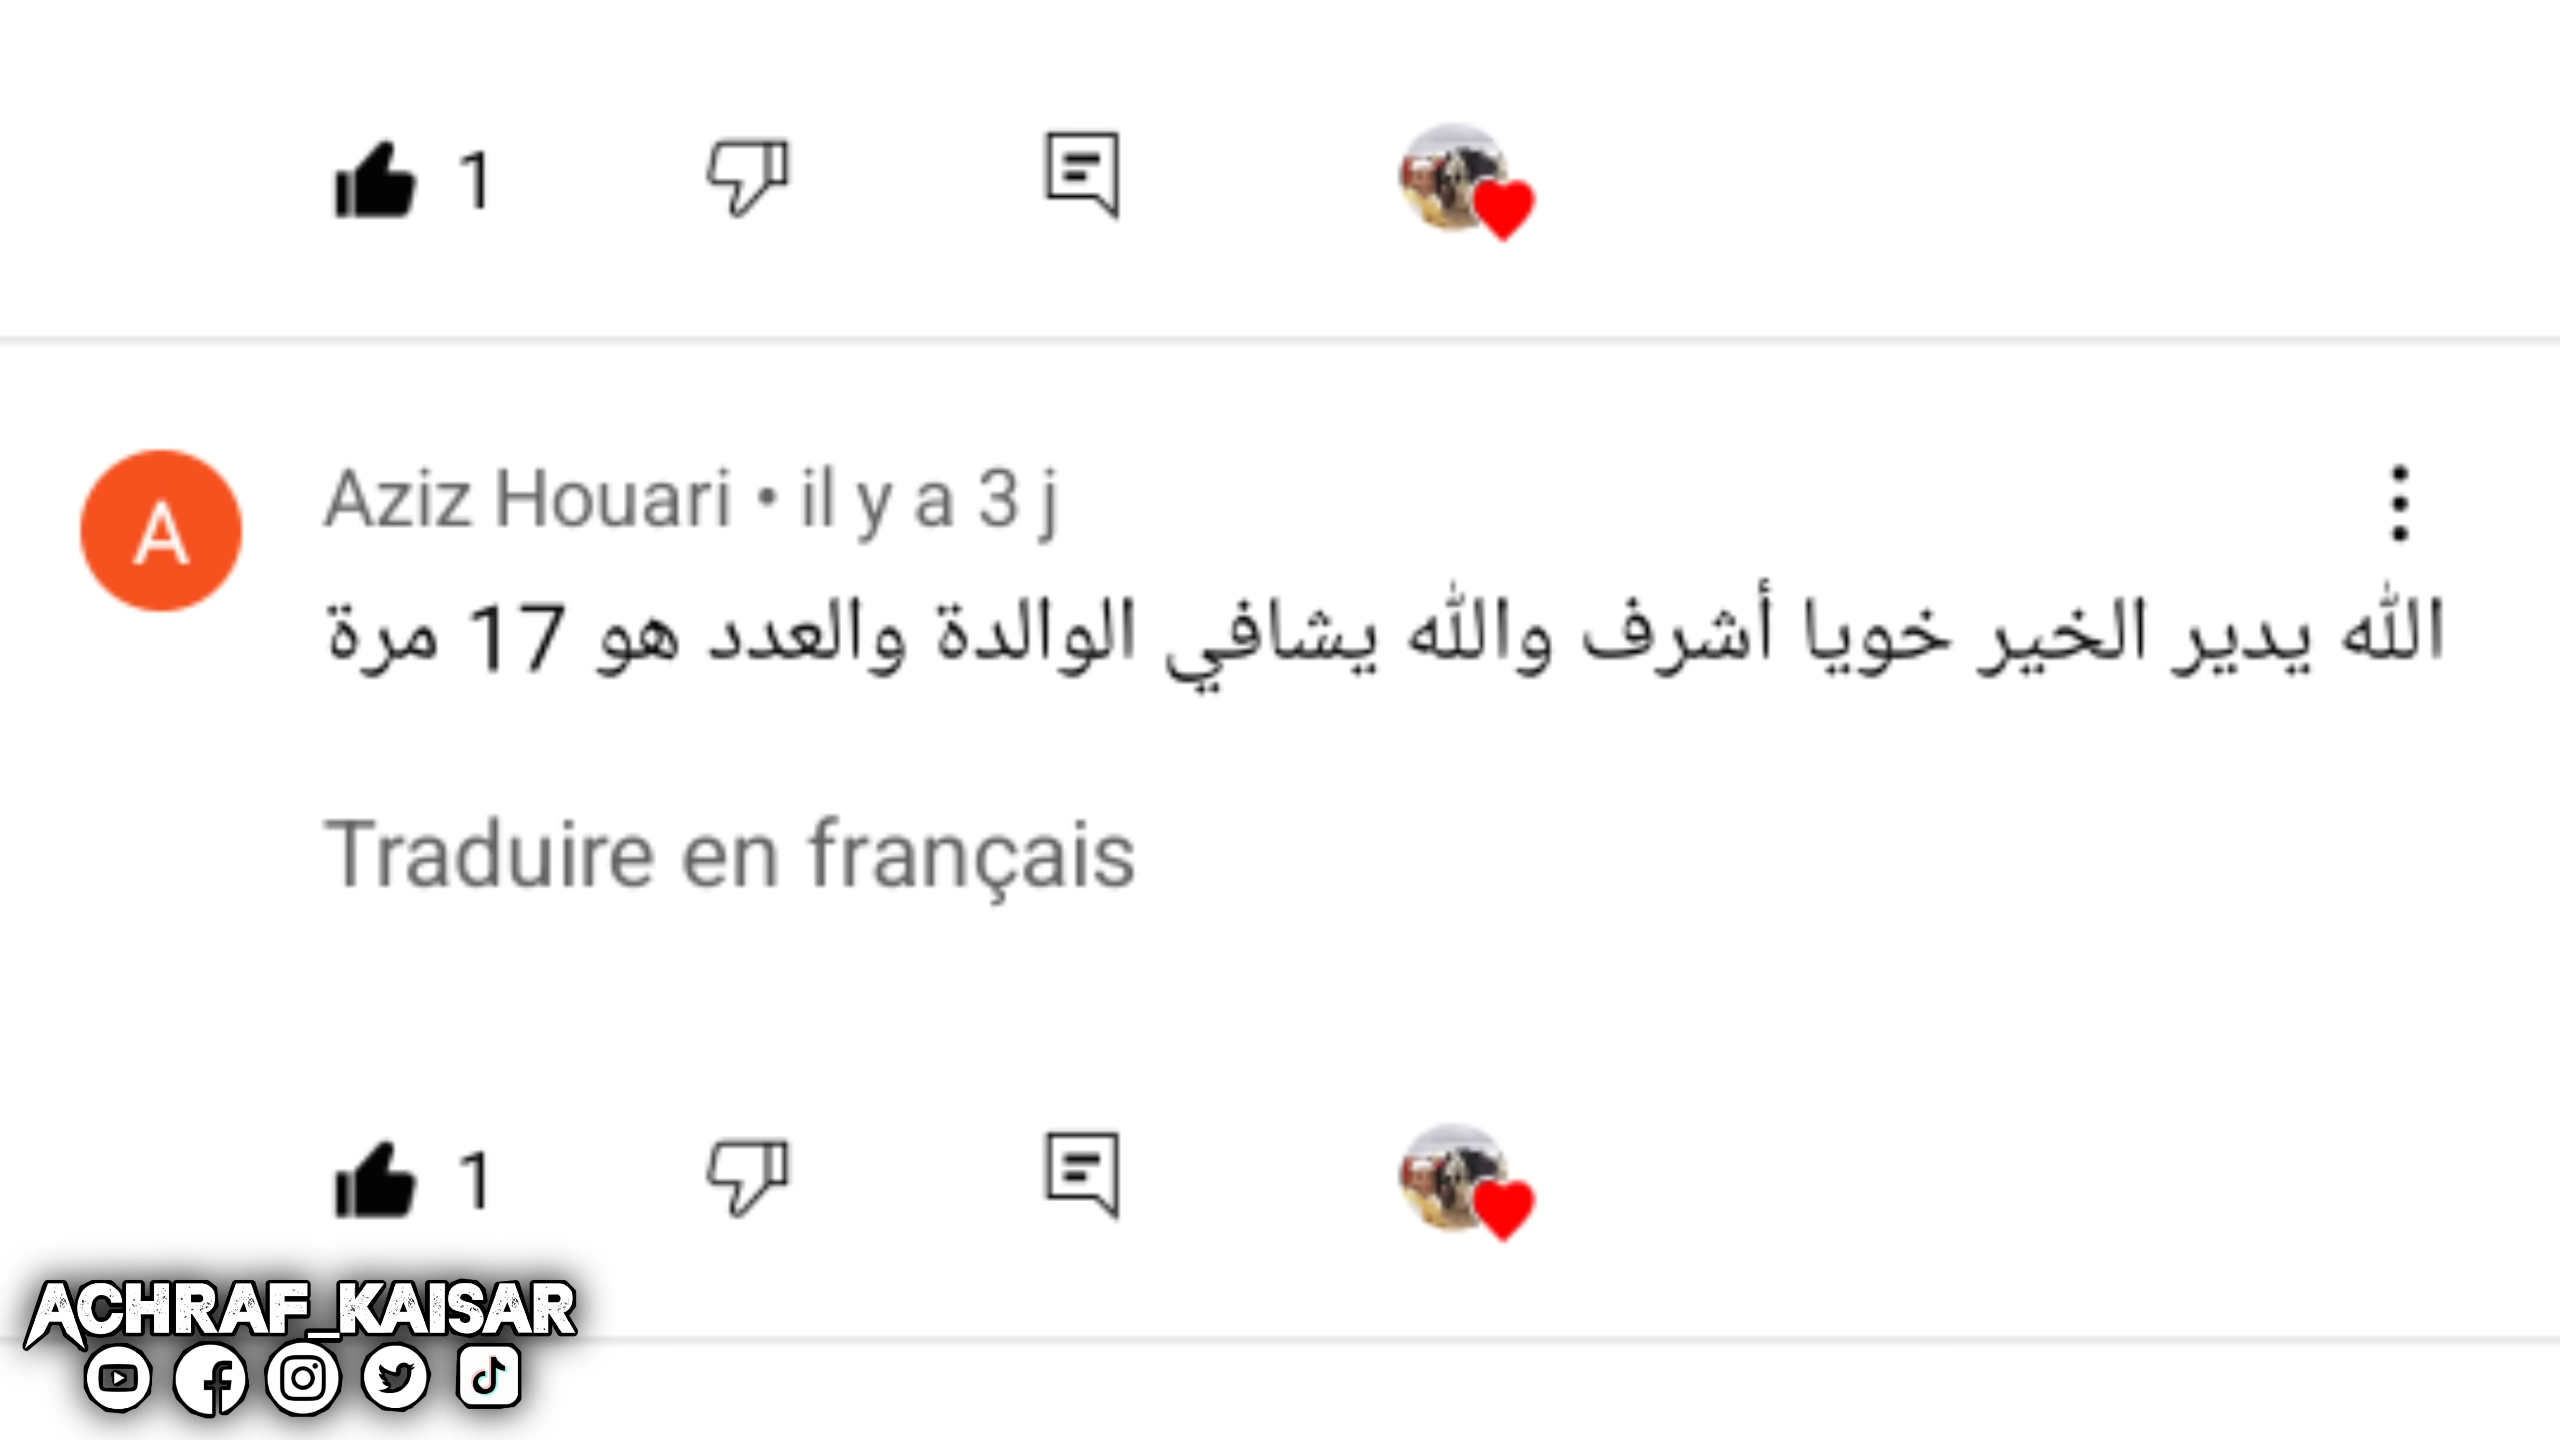 1
Aziz Houari • il y a 3 j
الله يدير الخير خويا أشرف والله يشافي الوالدة والعدد هو 17 مرة
Traduire en français
1
ACHRAF_KAISAR